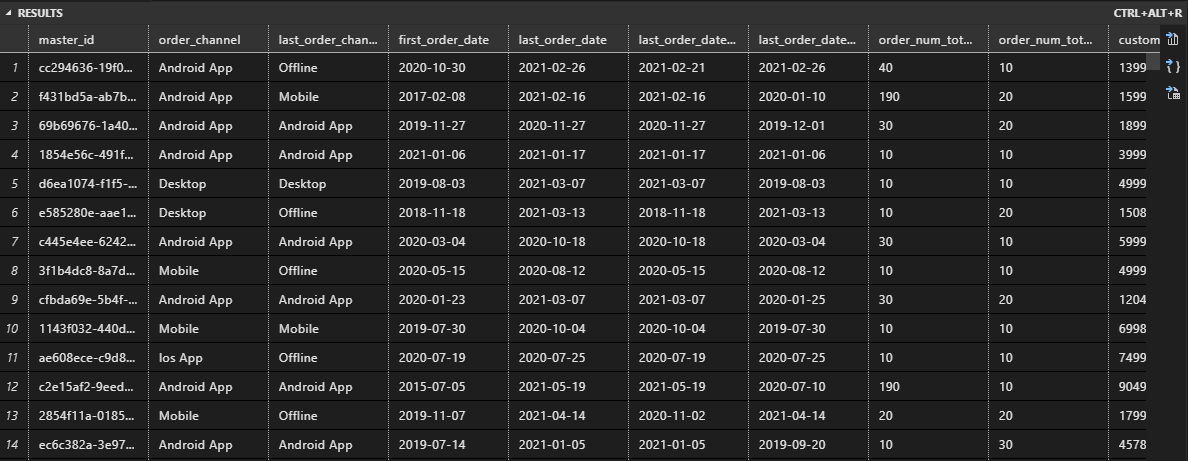 RESULTS CTRL+ALT+R
master_id order_channel last_order_chan... first_order_date last_order_date last_order_date... last_order_date... order_num_tot... order_num_tot... custom
1 cc294636-19f0... Android App Offline 2020-10-30 2021-02-26 2021-02-21 2021-02-26 40 10 1399
2 f431bd5a-ab7b... Android App Mobile 2017-02-08 2021-02-16 2021-02-16 2020-01-10 190 20 1599
3 69b69676-1a40... Android App Android App 2019-11-27 2020-11-27 2020-11-27 2019-12-01 30 20 1899
4 1854e56c-491f... Android App Android App 2021-01-06 2021-01-17 2021-01-17 2021-01-06 10 10 3999
5 d6ea1074-f1f5-... Desktop Desktop 2019-08-03 2021-03-07 2021-03-07 2019-08-03 10 10 4999
6 e585280e-aae1... Desktop Offline 2018-11-18 2021-03-13 2018-11-18 2021-03-13 10 20 1508
7 c445e4ee-6242... Android App Android App 2020-03-04 2020-10-18 2020-10-18 2020-03-04 30 10 5999
8 3f1b4dc8-8a7d... Mobile Offline 2020-05-15 2020-08-12 2020-05-15 2020-08-12 10 10 4999
9 cfbda69e-5b4f-... Android App Android App 2020-01-23 2021-03-07 2021-03-07 2020-01-25 30 20 1204
10 1143f032-440d... Mobile Mobile 2019-07-30 2020-10-04 2020-10-04 2019-07-30 10 10 6998
11 ae608ece-c9d8... Ios App Offline 2020-07-19 2020-07-25 2020-07-19 2020-07-25 10 10 7499
12 c2e15af2-9eed... Android App Android App 2015-07-05 2021-05-19 2021-05-19 2020-07-10 190 10 9049
13 2854f11a-0185... Mobile Offline 2019-11-07 2021-04-14 2020-11-02 2021-04-14 20 20 1799
14 ec6c382a-3e97... Android App Android App 2019-07-14 2021-01-05 2021-01-05 2019-09-20 10 30 4578